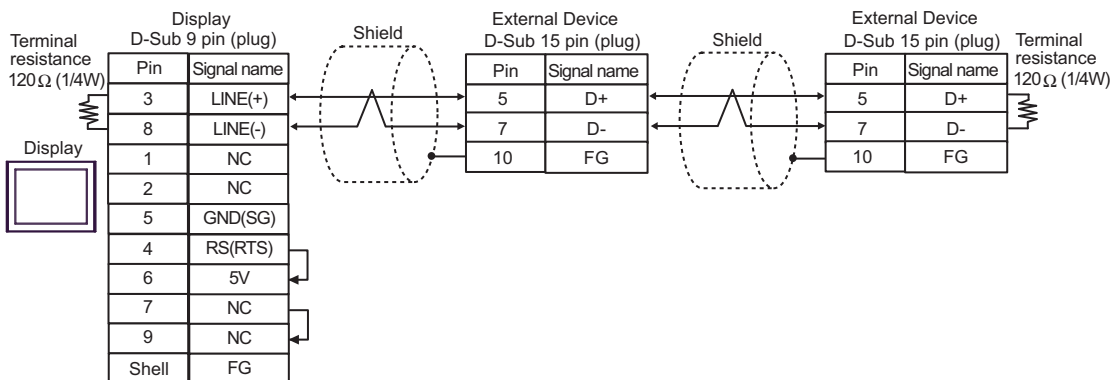 Display
D-Sub 9 pin (plug)
Terminal
resistance
120Ω (1/4W)
Display
Pin Signal name
3 LINE(+)
8 LINE(-)
1 NC
2 NC
5 GND(SG)
4 RS(RTS)
6 5V
7 NC
9 NC
Shell FG
Shield
External Device
D-Sub 15 pin (plug)
Pin Signal name
5 D+
7 D-
10 FG
Shield
External Device
D-Sub 15 pin (plug)
Pin Signal name
5 D+
7 D-
10 FG
Terminal
resistance
120Ω (1/4W)